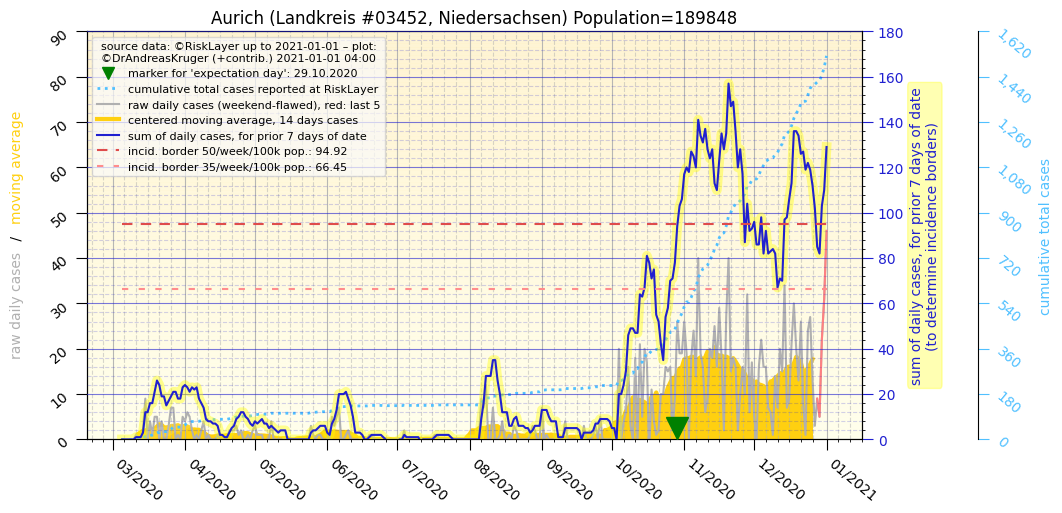 Aurich (Landkreis #03452, Niedersachsen) Population=189848
source data: ©RiskLayer up to 2021-01-01 – plot:
©DrAndreasKruger (+contrib.) 2021-01-01 04:00
marker for 'expectation day': 29.10.2020
cumulative total cases reported at RiskLayer
raw daily cases (weekend-flawed), red: last 5
centered moving average, 14 days cases
sum of daily cases, for prior 7 days of date
incid. border 50/week/100k pop.: 94.92
incid. border 35/week/100k pop.: 66.45
raw daily cases / moving average
90
80
70
60
50
40
30
20
10
0
03/2020
04/2020
05/2020
06/2020
07/2020
08/2020
09/2020
10/2020
11/2020
12/2020
01/2021
180
160
140
120
100
80
60
40
20
0
sum of daily cases, for prior 7 days of date
(to determine incidence borders)
1,620
1,440
1,260
1,080
900
720
540
360
180
0
cumulative total cases